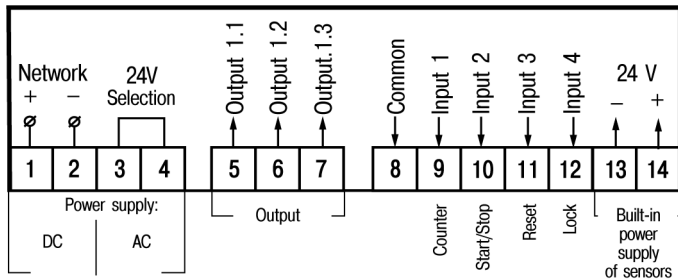 Network
+ −
24V
Selection
Output 1.1
Output 1.2
Output.1.3
Common
Input 1
Input 2
Input 3
Input 4
24 V
− +
1 2 3 4 5 6 7 8 9 10 11 12 13 14
Power supply:
DC AC
Output
Counter
Start/Stop
Reset
Lock
Built-in
power
supply
of sensors